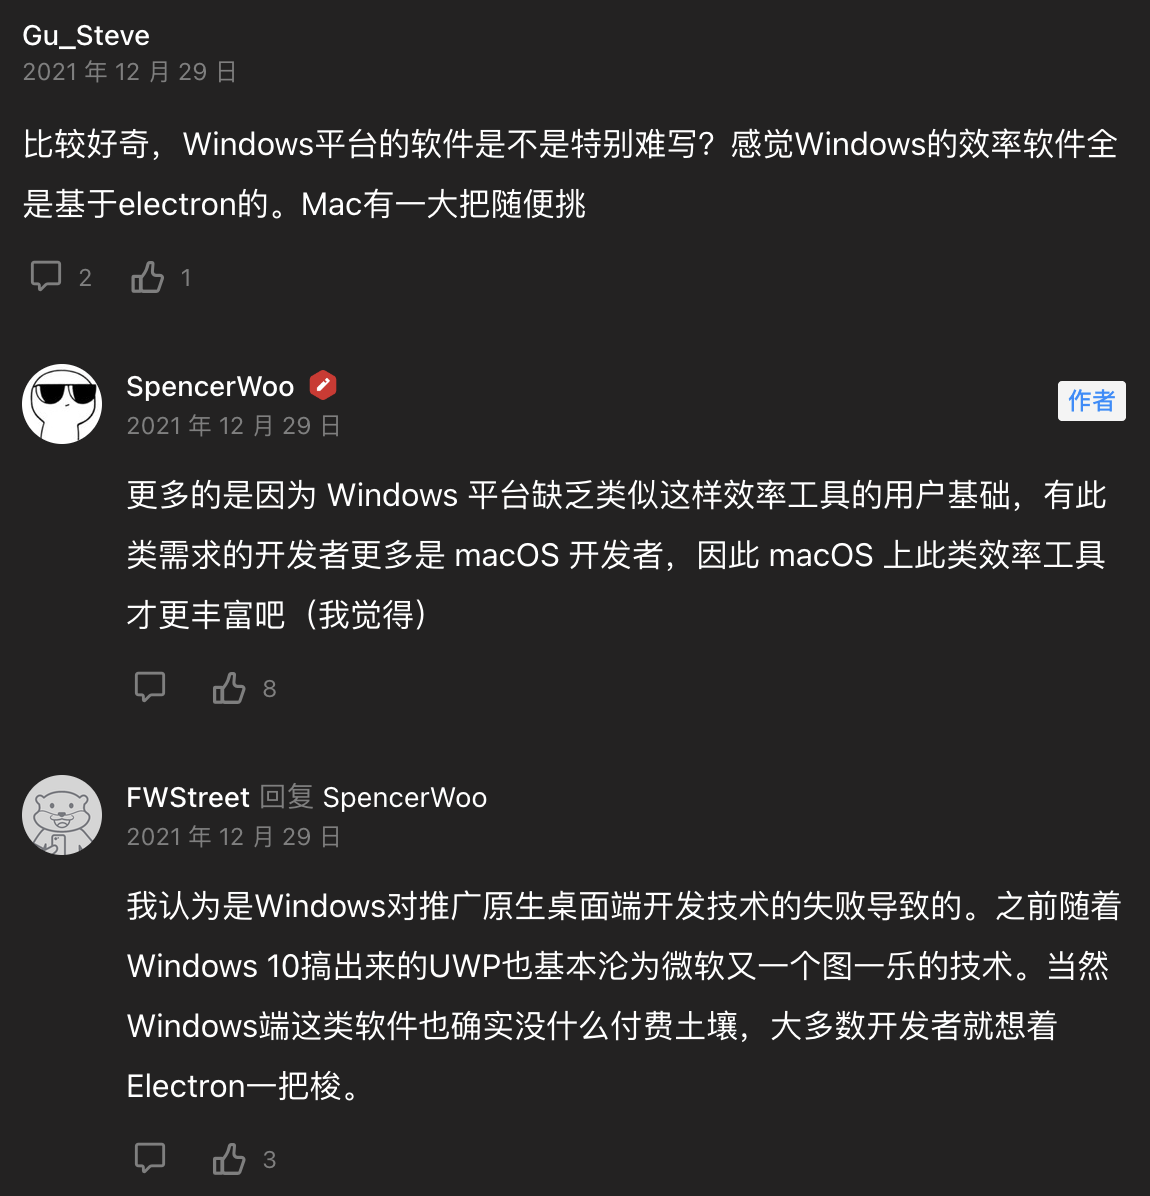 Gu_Steve
2021 年 12 月 29 日
比较好奇，Windows平台的软件是不是特别难写？感觉Windows的效率软件全
是基于electron的。Mac有一大把随便挑
2 1
SpencerWoo
作者
2021 年 12 月 29 日
更多的是因为 Windows 平台缺乏类似这样效率工具的用户基础，有此
类需求的开发者更多是 macOS 开发者，因此 macOS 上此类效率工具
才更丰富吧（我觉得）
8
FWStreet 回复 SpencerWoo
2021 年 12 月 29 日
我认为是Windows对推广原生桌面端开发技术的失败导致的。之前随着
Windows 10搞出来的UWP也基本沦为微软又一个图一乐的技术。当然
Windows端这类软件也确实没什么付费土壤，大多数开发者就想着
Electron一把梭。
3